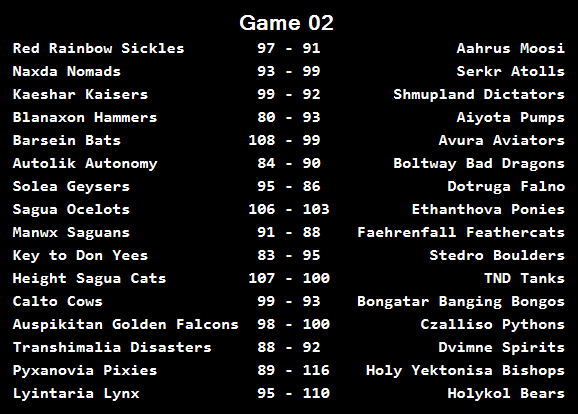 Game 02
Red Rainbow Sickles 97 - 91 Aahrus Moosi
Naxda Nomads 93 - 99 Serkr Atolls
Kaeshar Kaisers 99 - 92 Shmupland Dictators
Blanaxon Hammers 80 - 93 Aiyota Pumps
Barsein Bats 108 - 99 Avura Aviators
Autolik Autonomy 84 - 90 Boltway Bad Dragons
Solea Geysers 95 - 86 Dotruga Falno
Sagua Ocelots 106 - 103 Ethanthova Ponies
Manwx Saguans 91 - 88 Faehrenfall Feathercats
Key to Don Yees 83 - 95 Stedro Boulders
Height Sagua Cats 107 - 100 TND Tanks
Calto Cows 99 - 93 Bongatar Banging Bongos
Auspikitan Golden Falcons 98 - 100 Czalliso Pythons
Transhimalia Disasters 88 - 92 Dvimne Spirits
Pyxanovia Pixies 89 - 116 Holy Yektonisa Bishops
Lyintaria Lynx 95 - 110 Holykol Bears